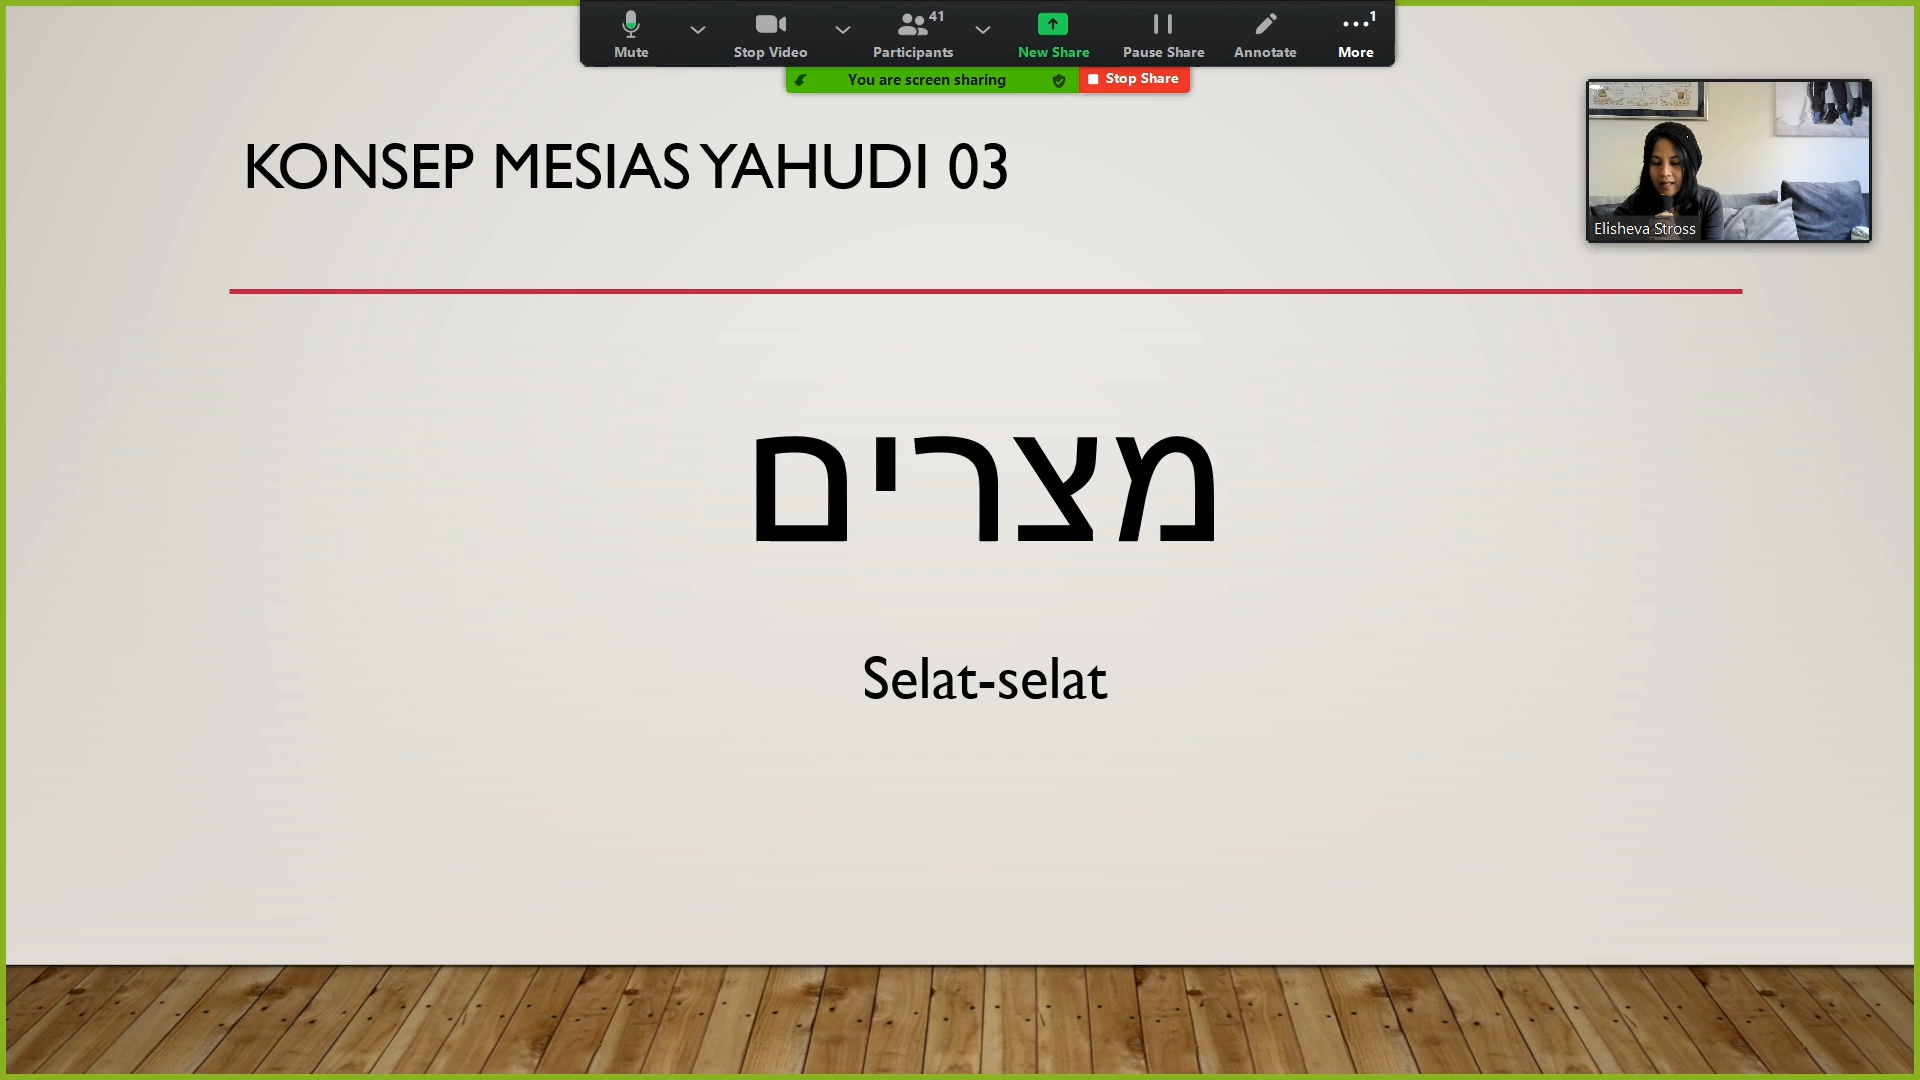 Mute
Stop Video
41
Participants
New Share
Pause Share
Annotate
1
More
You are screen sharing
Stop Share
KONSEP MESIAS YAHUDI 03
Elisheva Stross
מצרים
Selat-selat